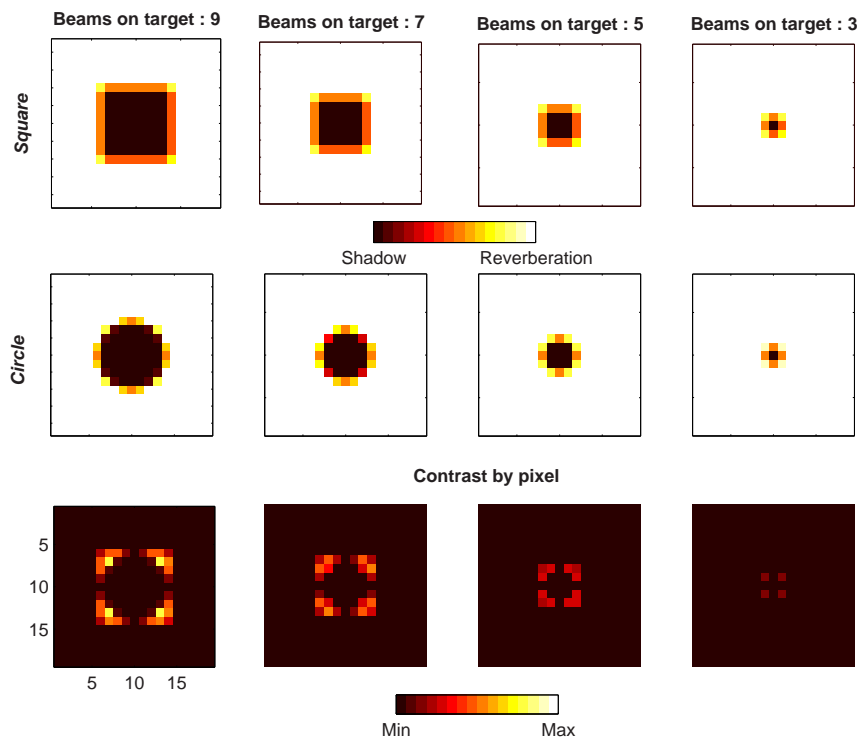 Beams on target : 9
Beams on target : 7
Beams on target : 5
Beams on target : 3
Square
Shadow
Reverberation
Circle
Contrast by pixel
5
10
15
5
10
15
Min
Max